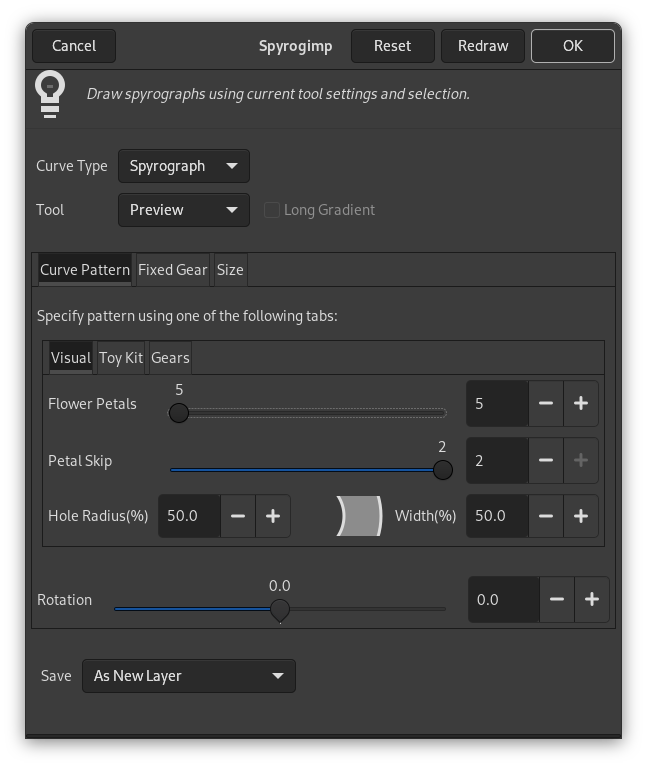 Cancel Spyrogimp Reset Redraw OK
Draw spyrographs using current tool settings and selection.
Curve Type Spyrograph
Tool Preview Long Gradient
Curve Pattern Fixed Gear Size
Specify pattern using one of the following tabs:
Visual Toy Kit Gears
5
Flower Petals 5
2
Petal Skip 2
Hole Radius(%) 50.0 Width(%) 50.0
0.0
Rotation 0.0
Save As New Layer